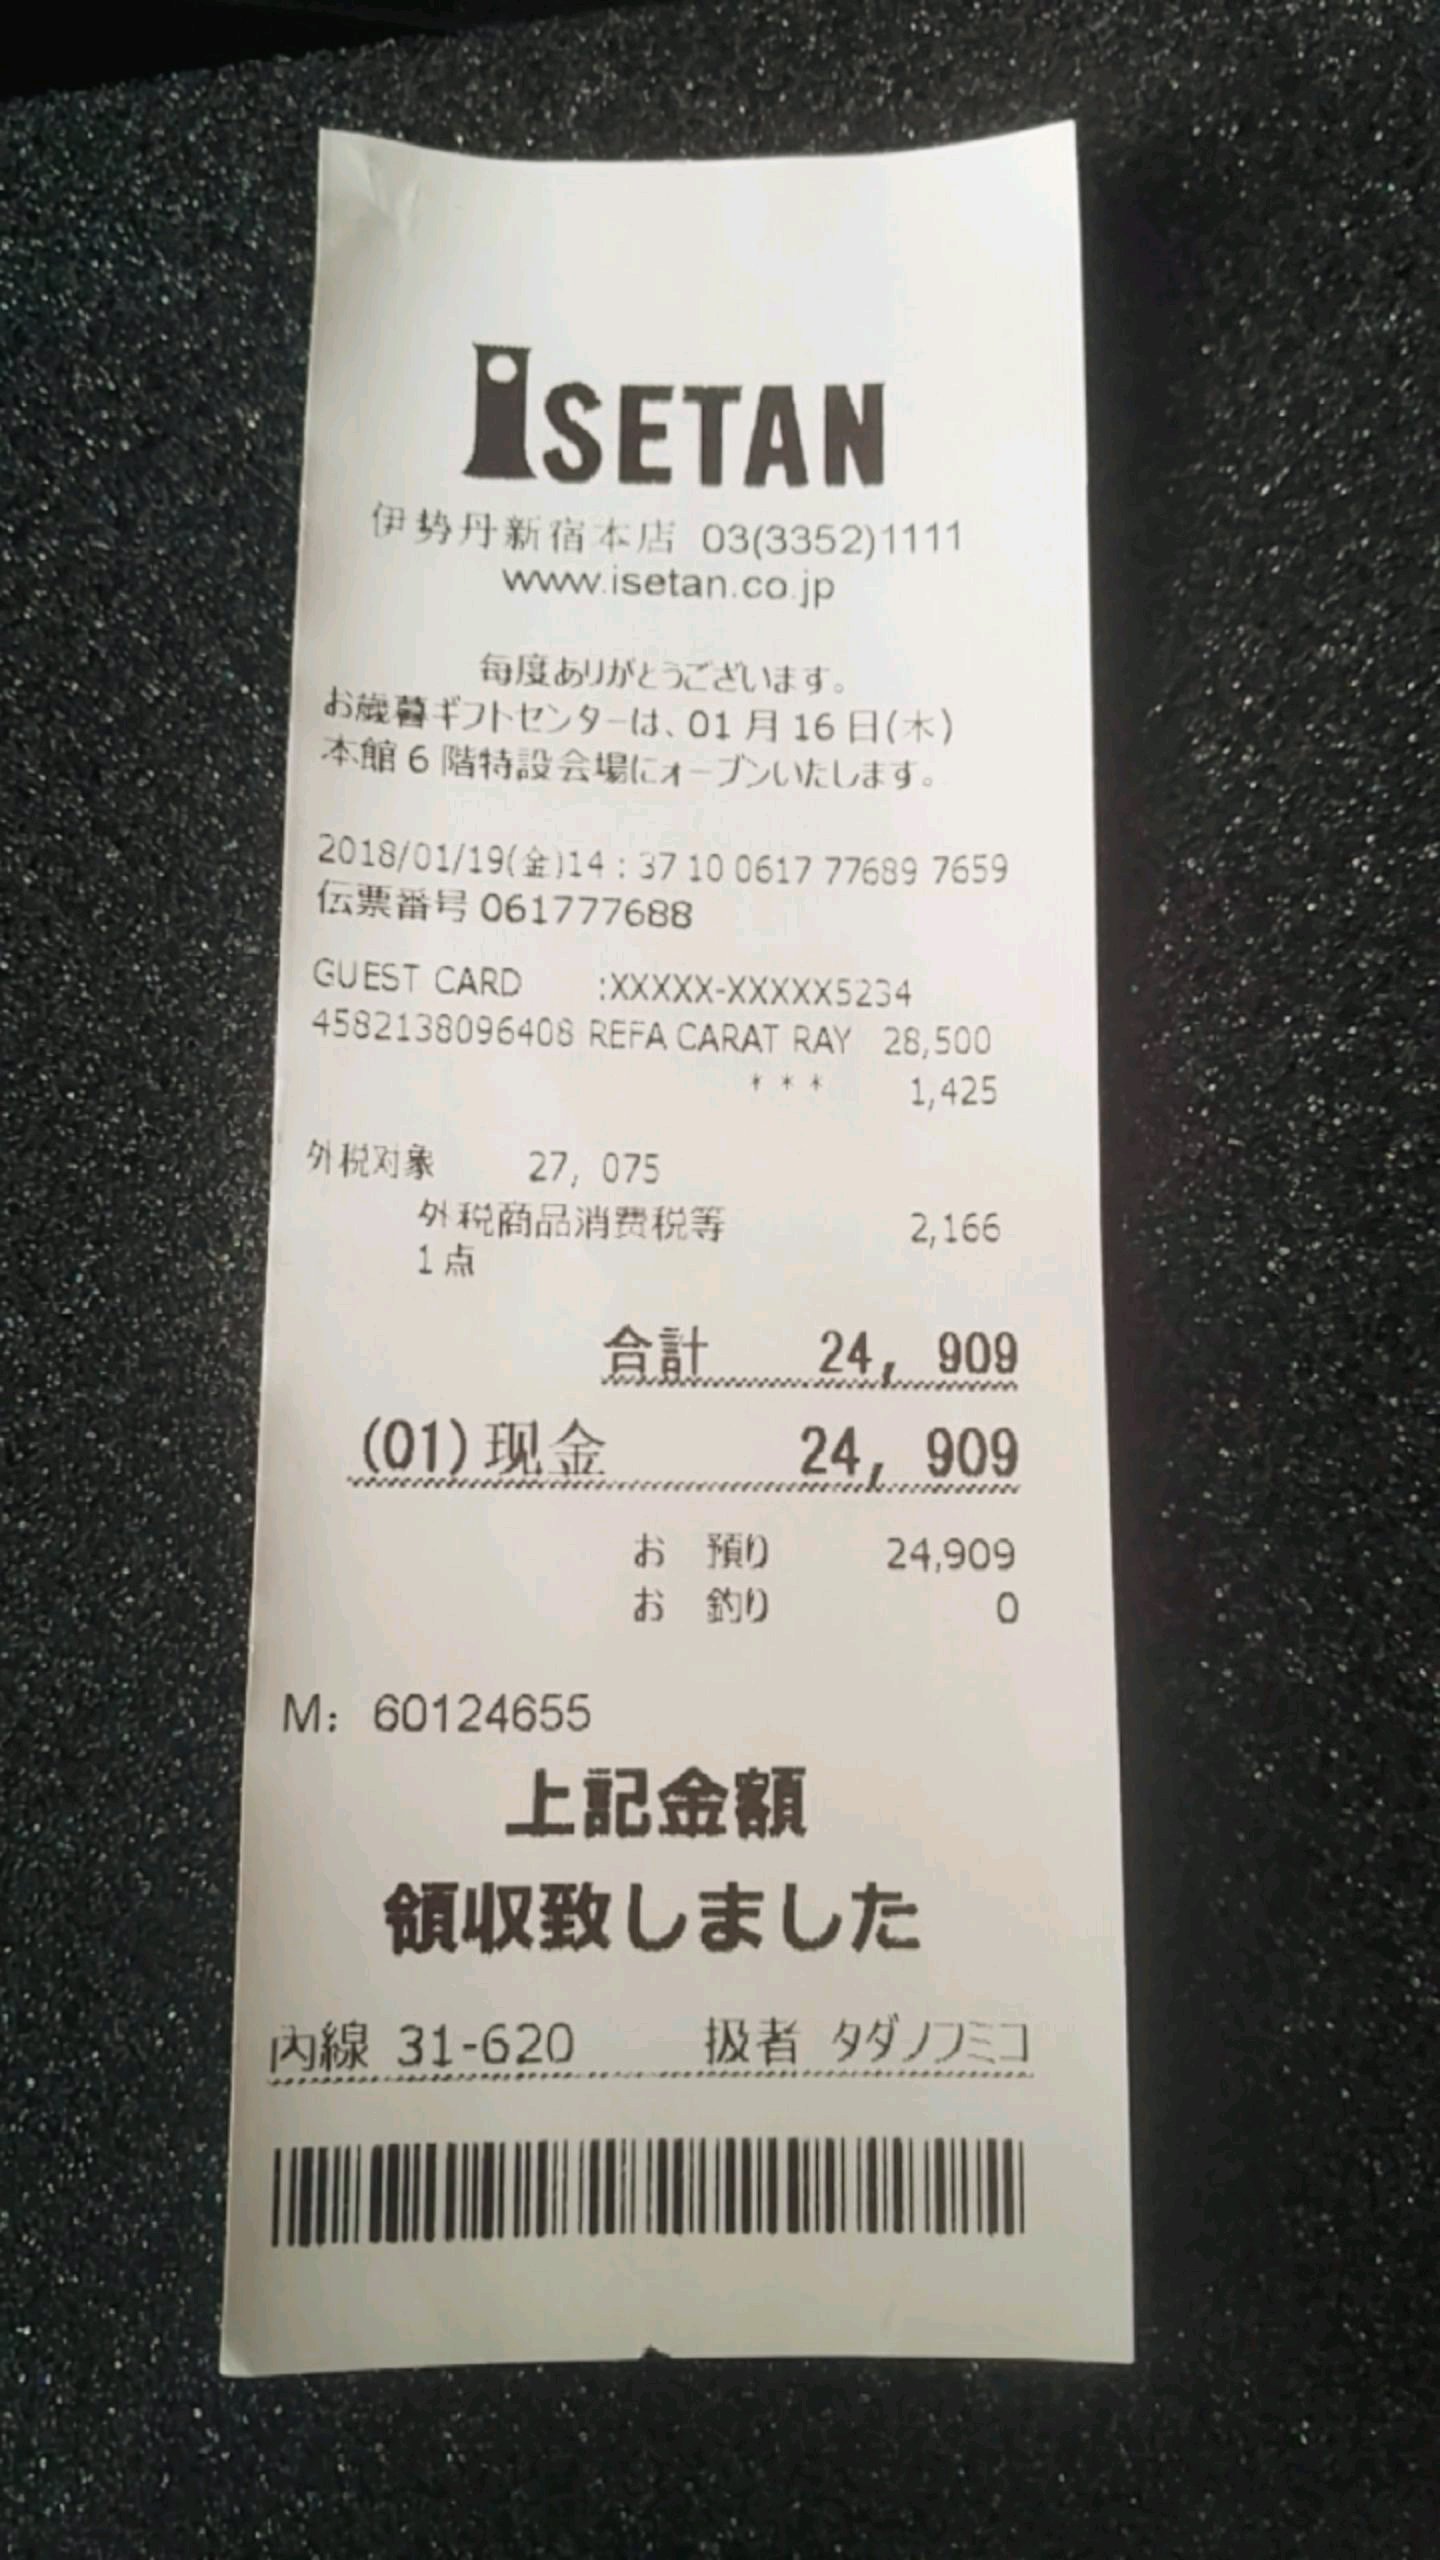 ISETAN
伊勢丹新宿本店 03(3352)1111
www.isetan.co.jp
毎度ありがとうございます。
お歳暮ギフトセンターは、01月16日(木)
本館6階特設会場にオープンいたします。
2018/01/19(金)14：37 10 0617 77689 7659
伝票番号 061777688
GUEST CARD :XXXXX-XXXXX5234
4582138096408 REFA CARAT RAY 28,500
*** 1,425
外税対象 27, 075
外税商品消费税等 2,166
1点
合計 24, 909
(01)现金 24, 909
お 預り 24,909
お 釣り 0
M: 60124655
上記金額
領収致しました
内線 31-620 扱者 タダノフミコ